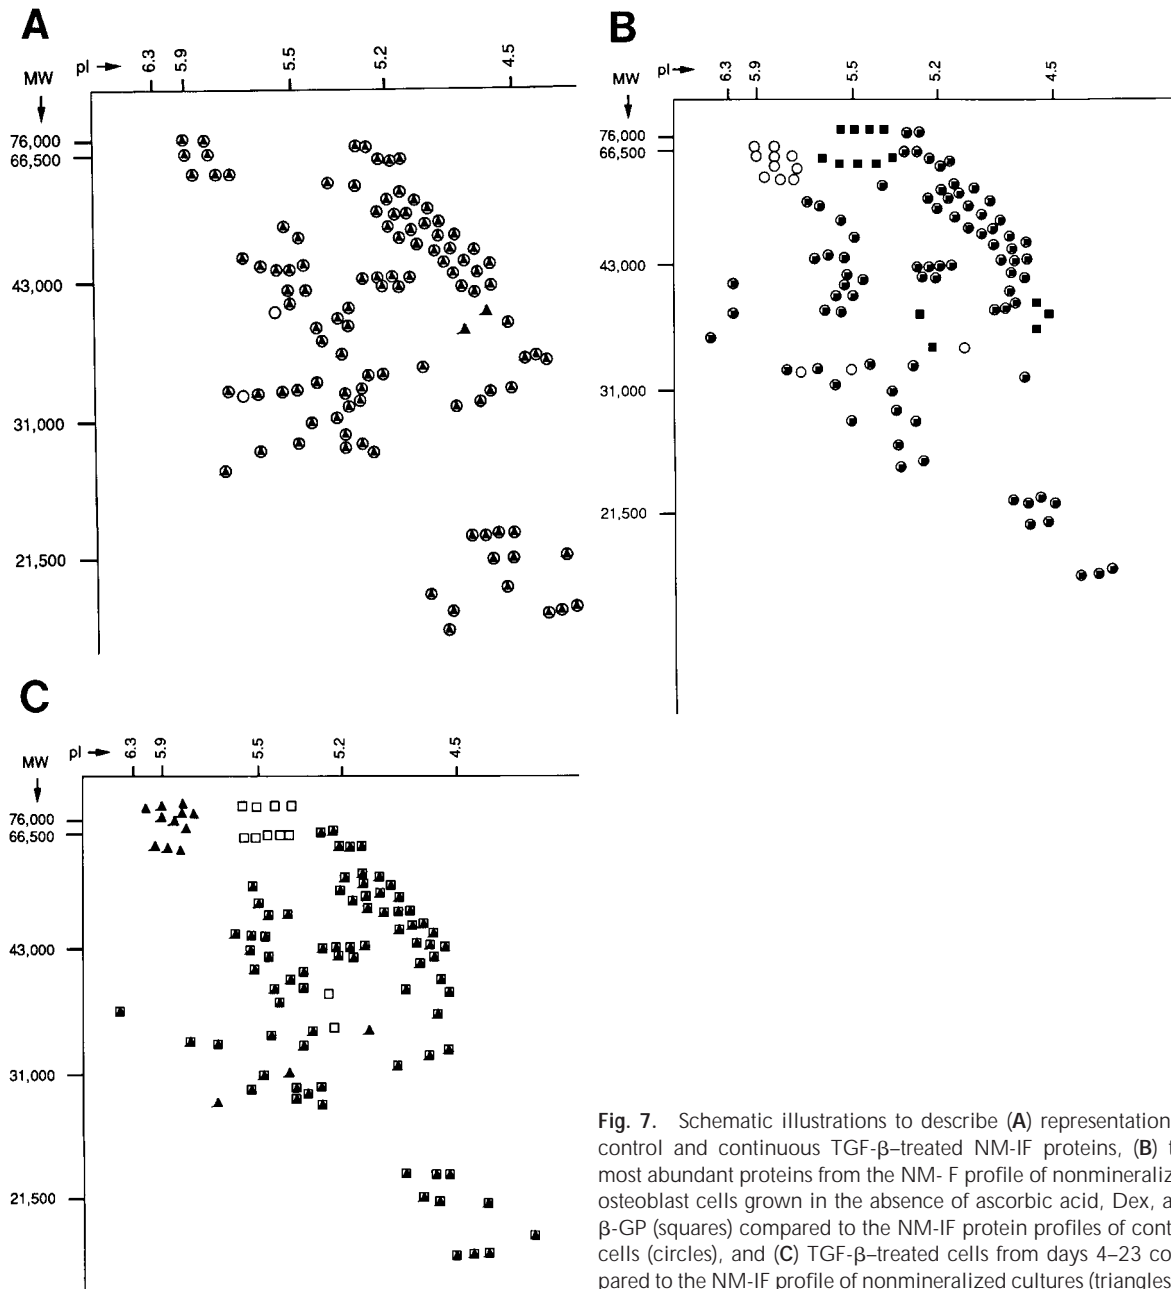 A
pI
6.3
5.9
5.5
5.2
4.5
MW
76,000
66,500
43,000
31,000
21,500
B
pI
6.3
5.9
5.5
5.2
4.5
MW
76,000
66,500
43,000
31,000
21,500
C
pI
6.3
5.9
5.5
5.2
4.5
MW
76,000
66,500
43,000
31,000
21,500
Fig. 7. Schematic illustrations to describe (A) representation
control and continuous TGF-β–treated NM-IF proteins, (B) t
most abundant proteins from the NM- F profile of nonmineraliz
osteoblast cells grown in the absence of ascorbic acid, Dex, a
β-GP (squares) compared to the NM-IF protein profiles of cont
cells (circles), and (C) TGF-β–treated cells from days 4–23 co
pared to the NM-IF profile of nonmineralized cultures (triangles